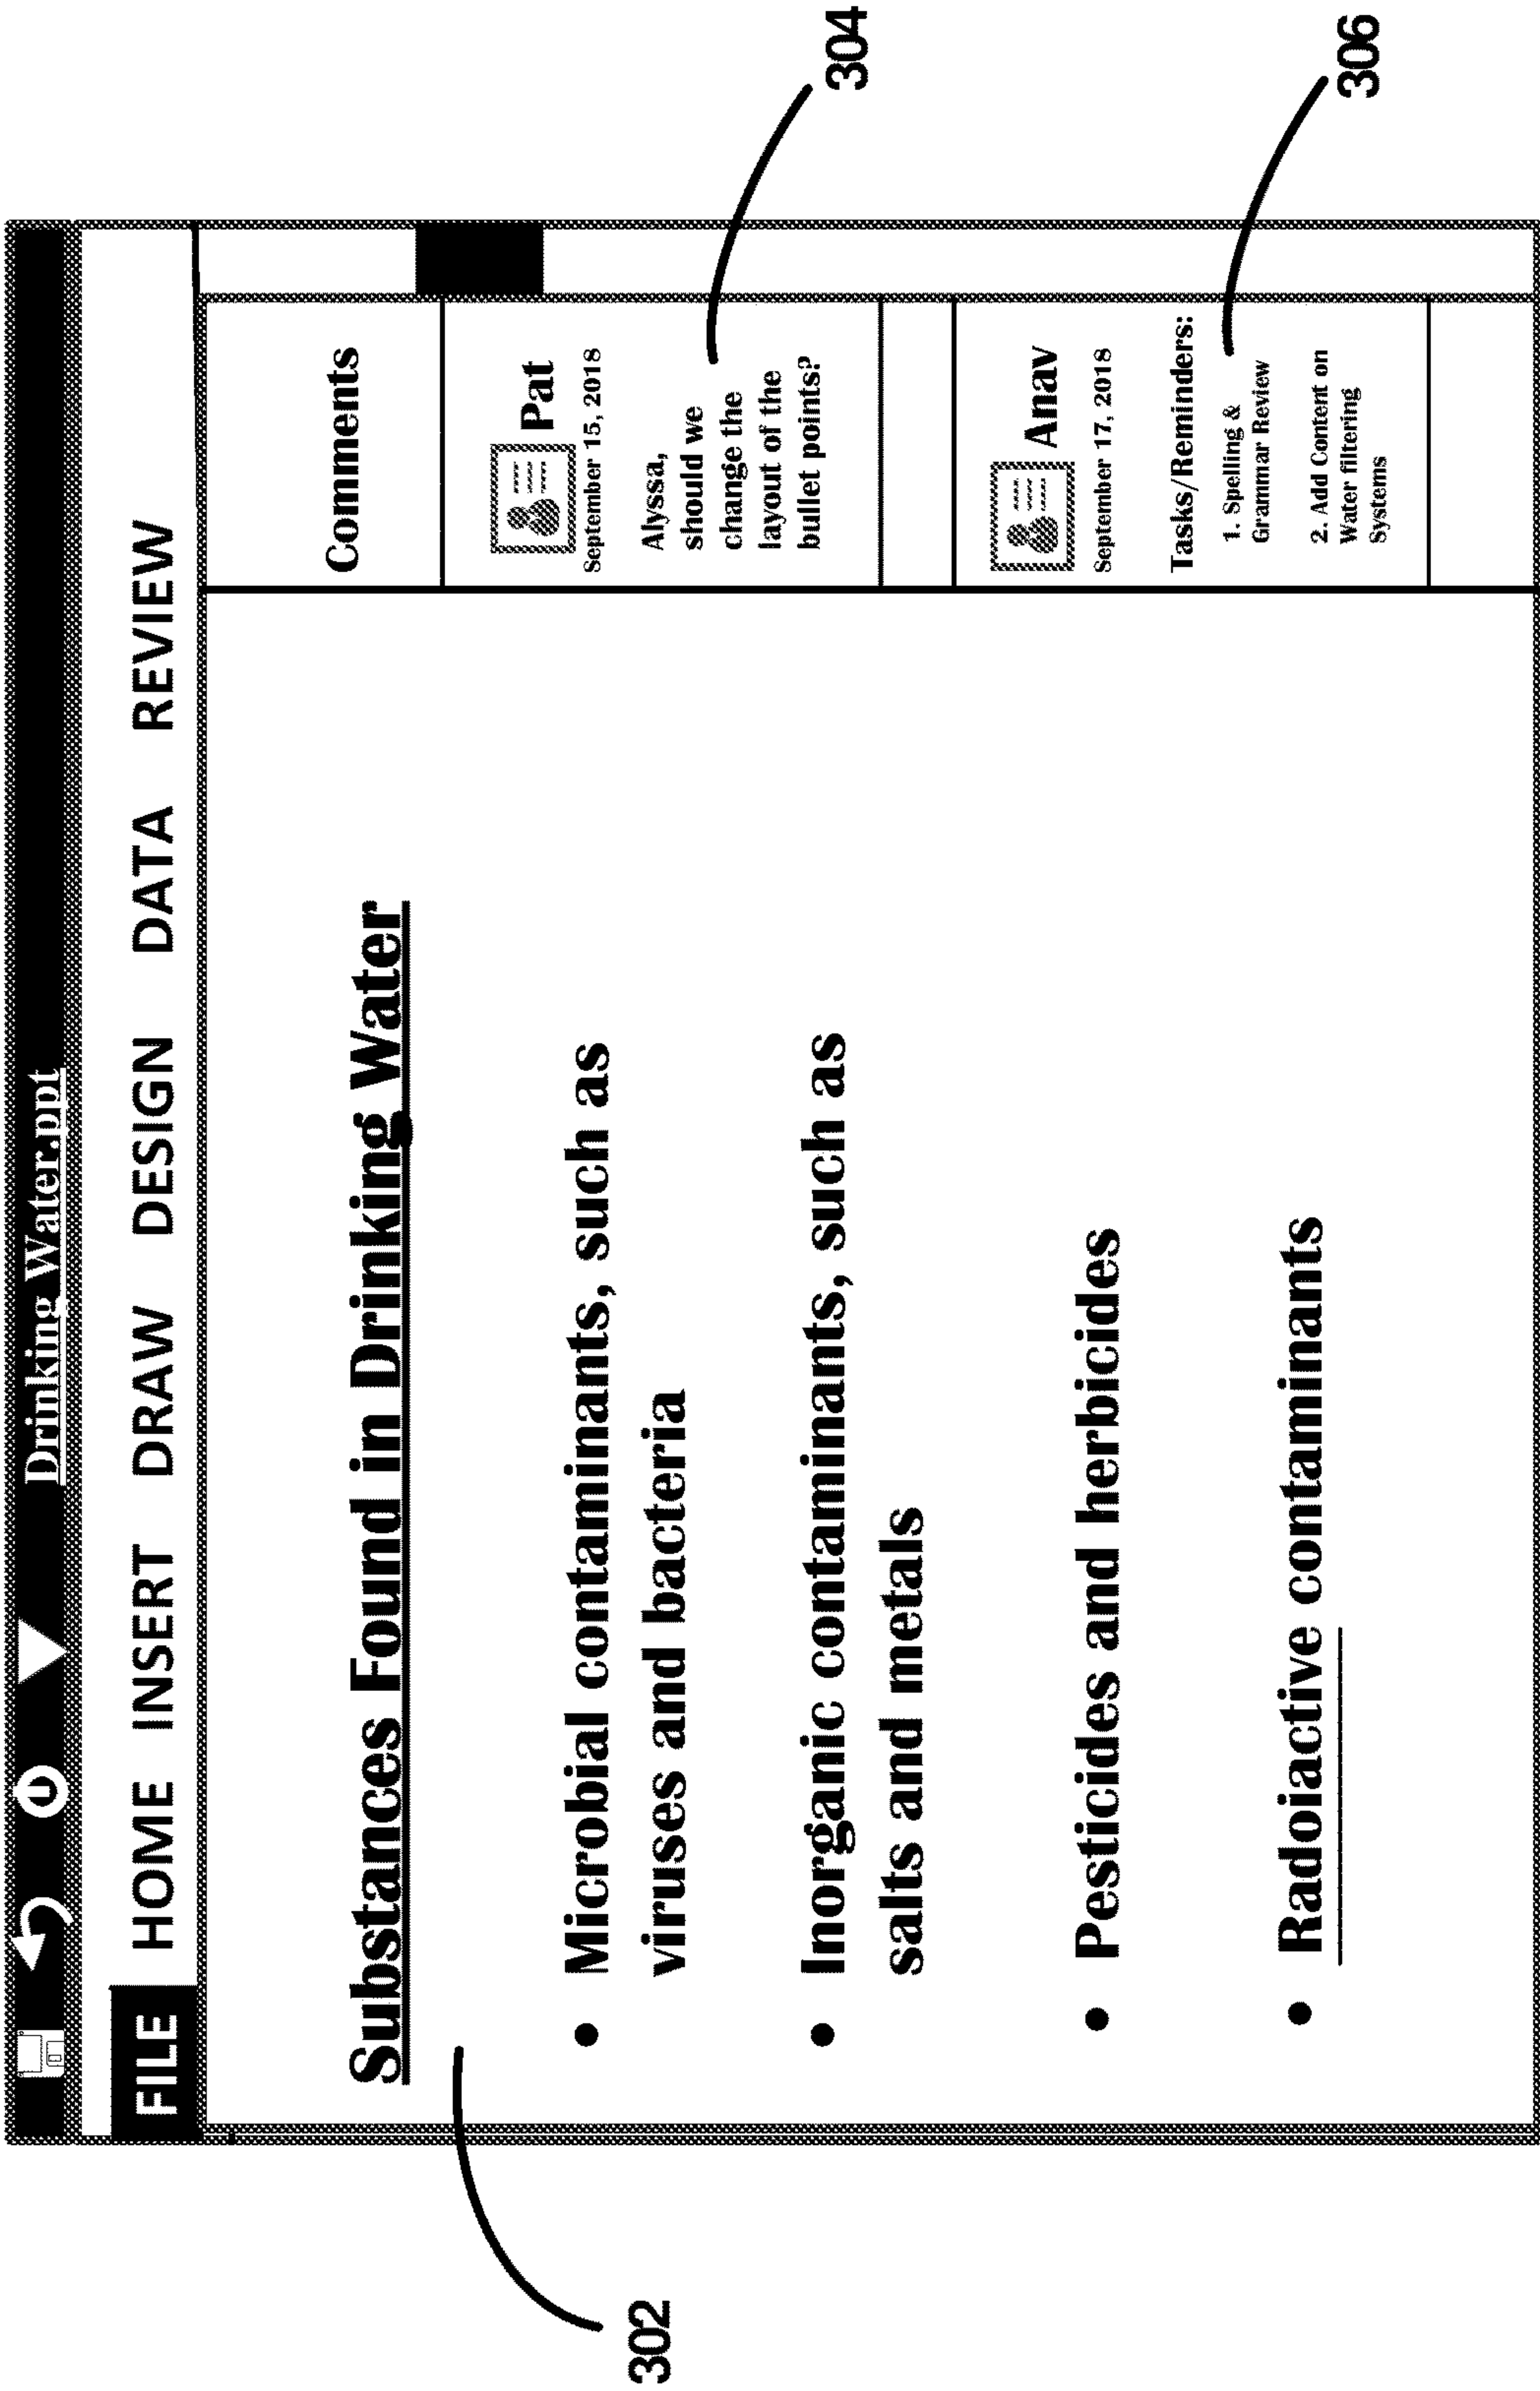 Drinking Water.ppt
FILE HOME INSERT DRAW DESIGN DATA REVIEW
Substances Found in Drinking Water
• Microbial contaminants, such as
viruses and bacteria
• Inorganic contaminants, such as
salts and metals
• Pesticides and herbicides
• Radoiactive contaminants
Comments
Pat
September 15, 2018
Alyssa,
should we
change the
layout of the
bullet points?
Anav
September 17, 2018
Tasks/Reminders:
1. Spelling &
Grammar Review
2. Add Content on
Water filtering
Systems
302
304
306